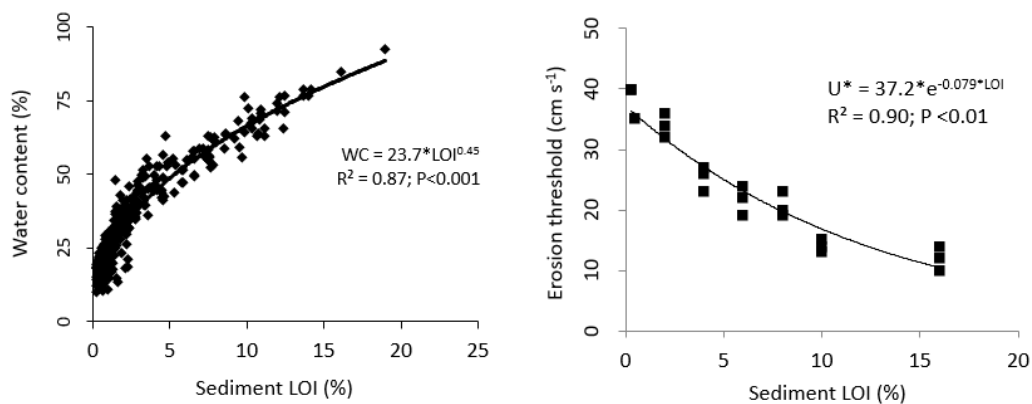 100
75
50
25
0
Water content (%)
WC = 23.7*LOI^0.45
R² = 0.87; P<0.001
0 5 10 15 20 25
Sediment LOI (%)
50
40
30
20
10
0
Erosion threshold (cm s⁻¹)
U* = 37.2*e^-0.079*LOI
R² = 0.90; P <0.01
0 5 10 15 20
Sediment LOI (%)